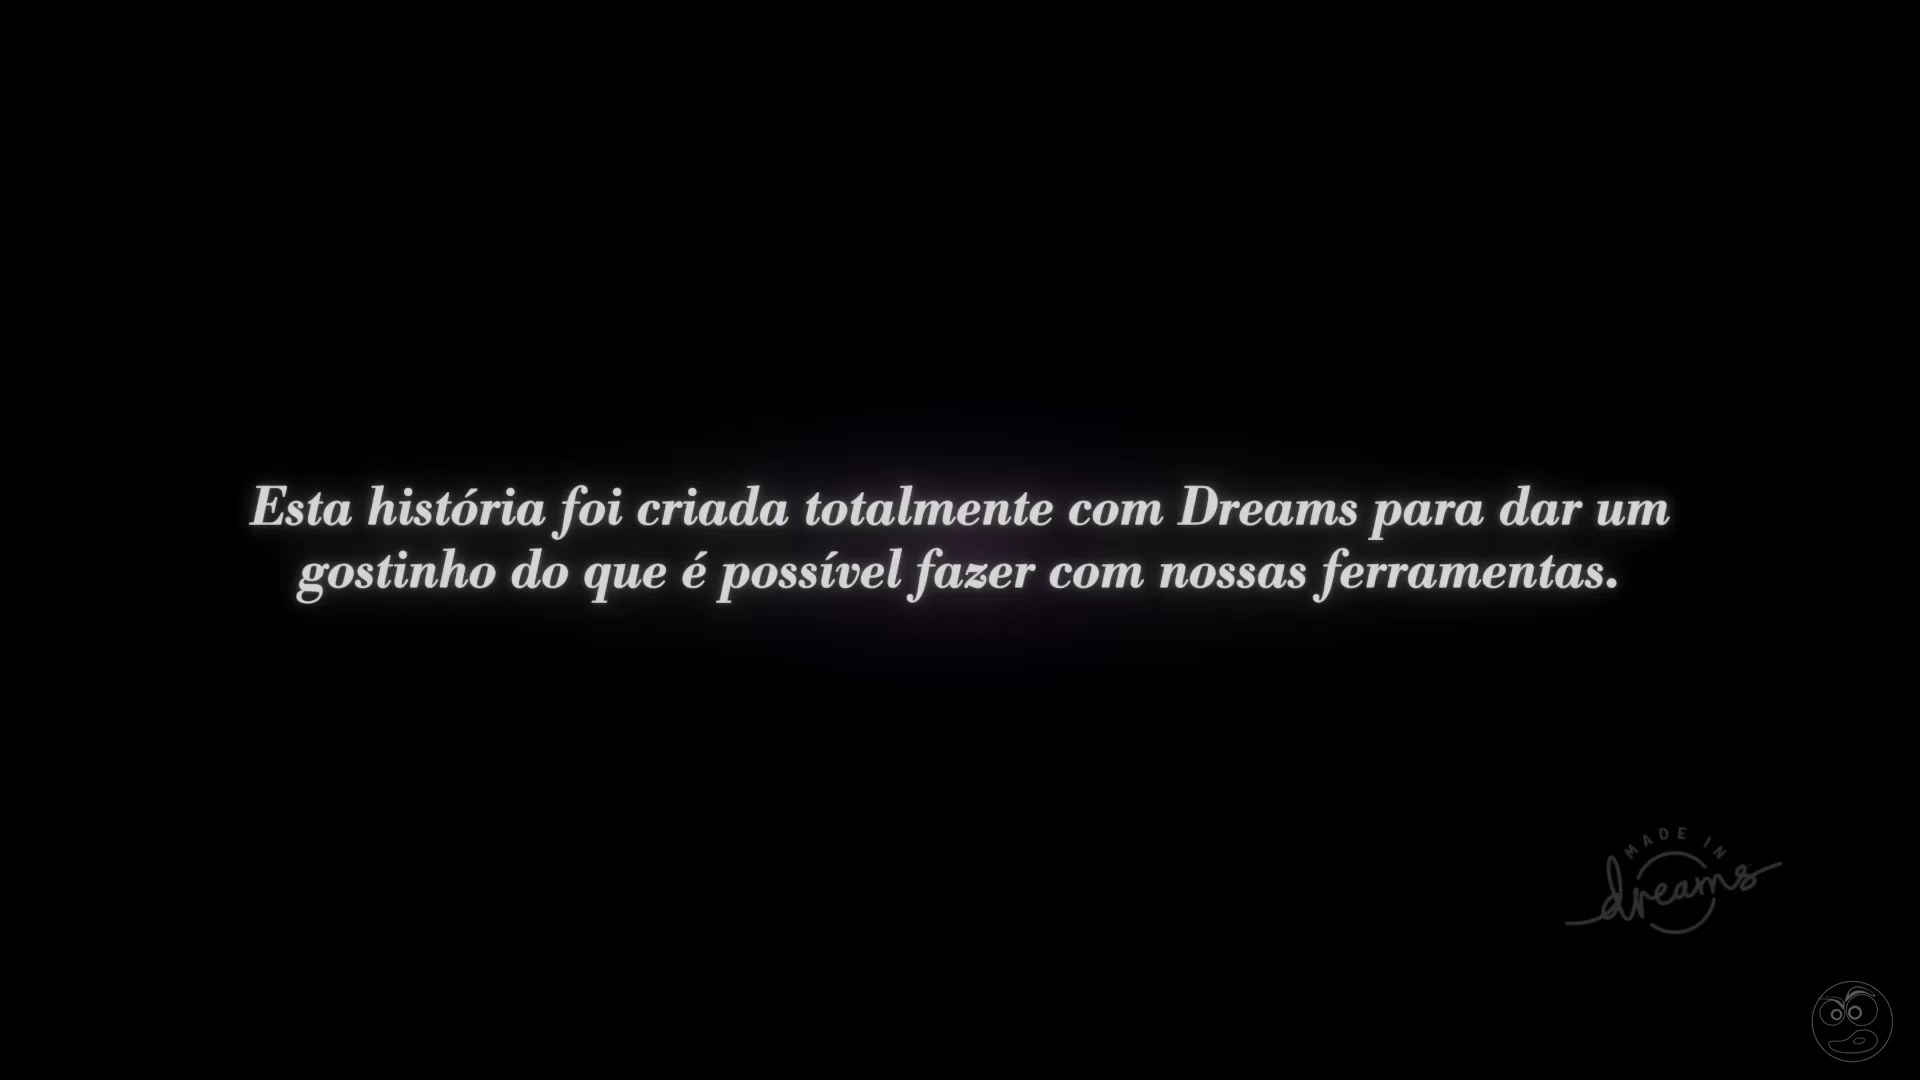 Esta história foi criada totalmente com Dreams para dar um
gostinho do que é possível fazer com nossas ferramentas.
MADE IN
dreams